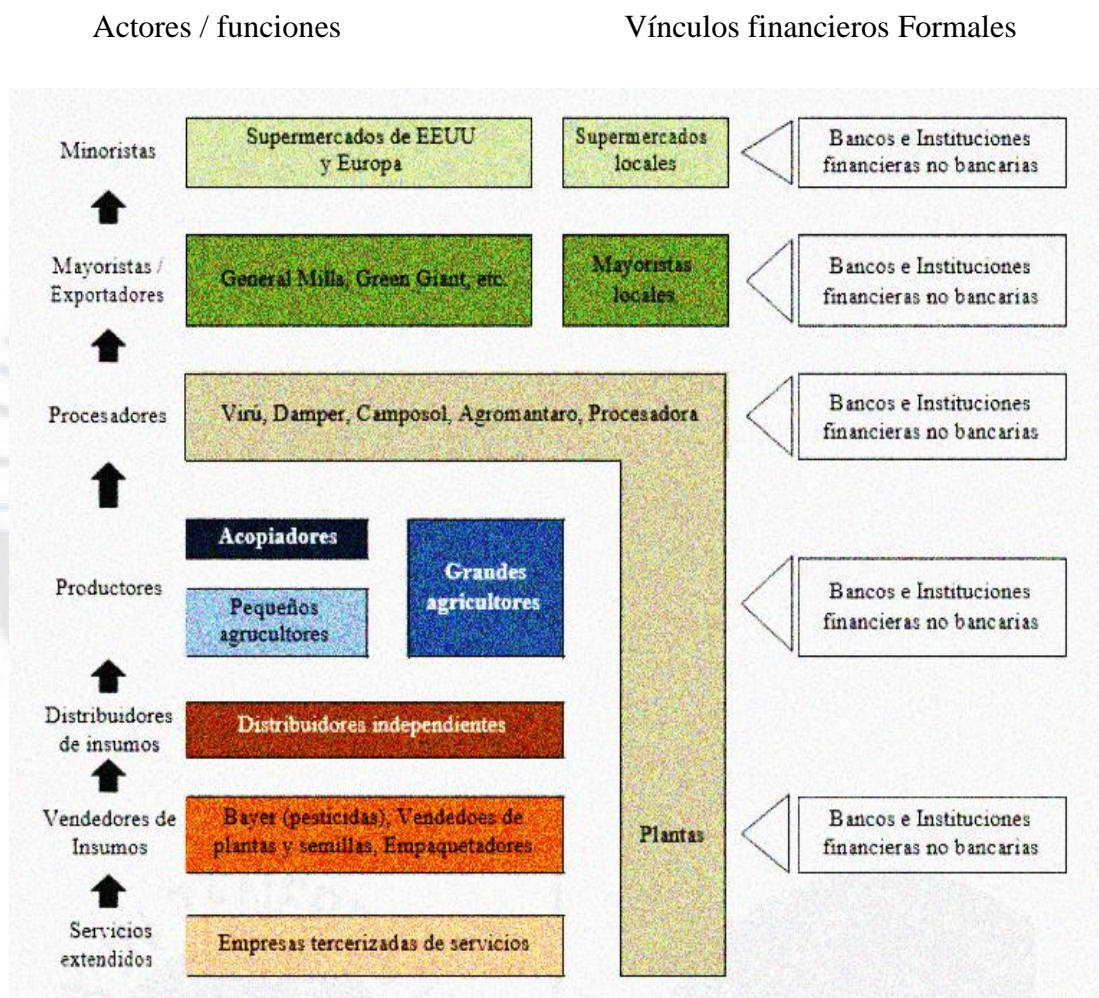 Actores / funciones
Vínculos financieros Formales
Minoristas
Supermercados de EEUU
y Europa
Supermercados
locales
Bancos e Instituciones
financieras no bancarias
Mayoristas /
Exportadores
General Mills, Green Giant, etc.
Mayoristas
locales
Bancos e Instituciones
financieras no bancarias
Procesadores
Virú, Damper, Camposol, Agromantaro, Procesadora
Bancos e Instituciones
financieras no bancarias
Productores
Acopiadores
Pequeños
agrucultores
Grandes
agricultores
Bancos e Instituciones
financieras no bancarias
Distribuidores
de insumos
Distribuidores independientes
Vendedores de
Insumos
Bayer (pesticidas), Vendedoes de
plantas y semillas, Empaquetadores
Plantas
Bancos e Instituciones
financieras no bancarias
Servicios
extendidos
Empresas tercerizadas de servicios